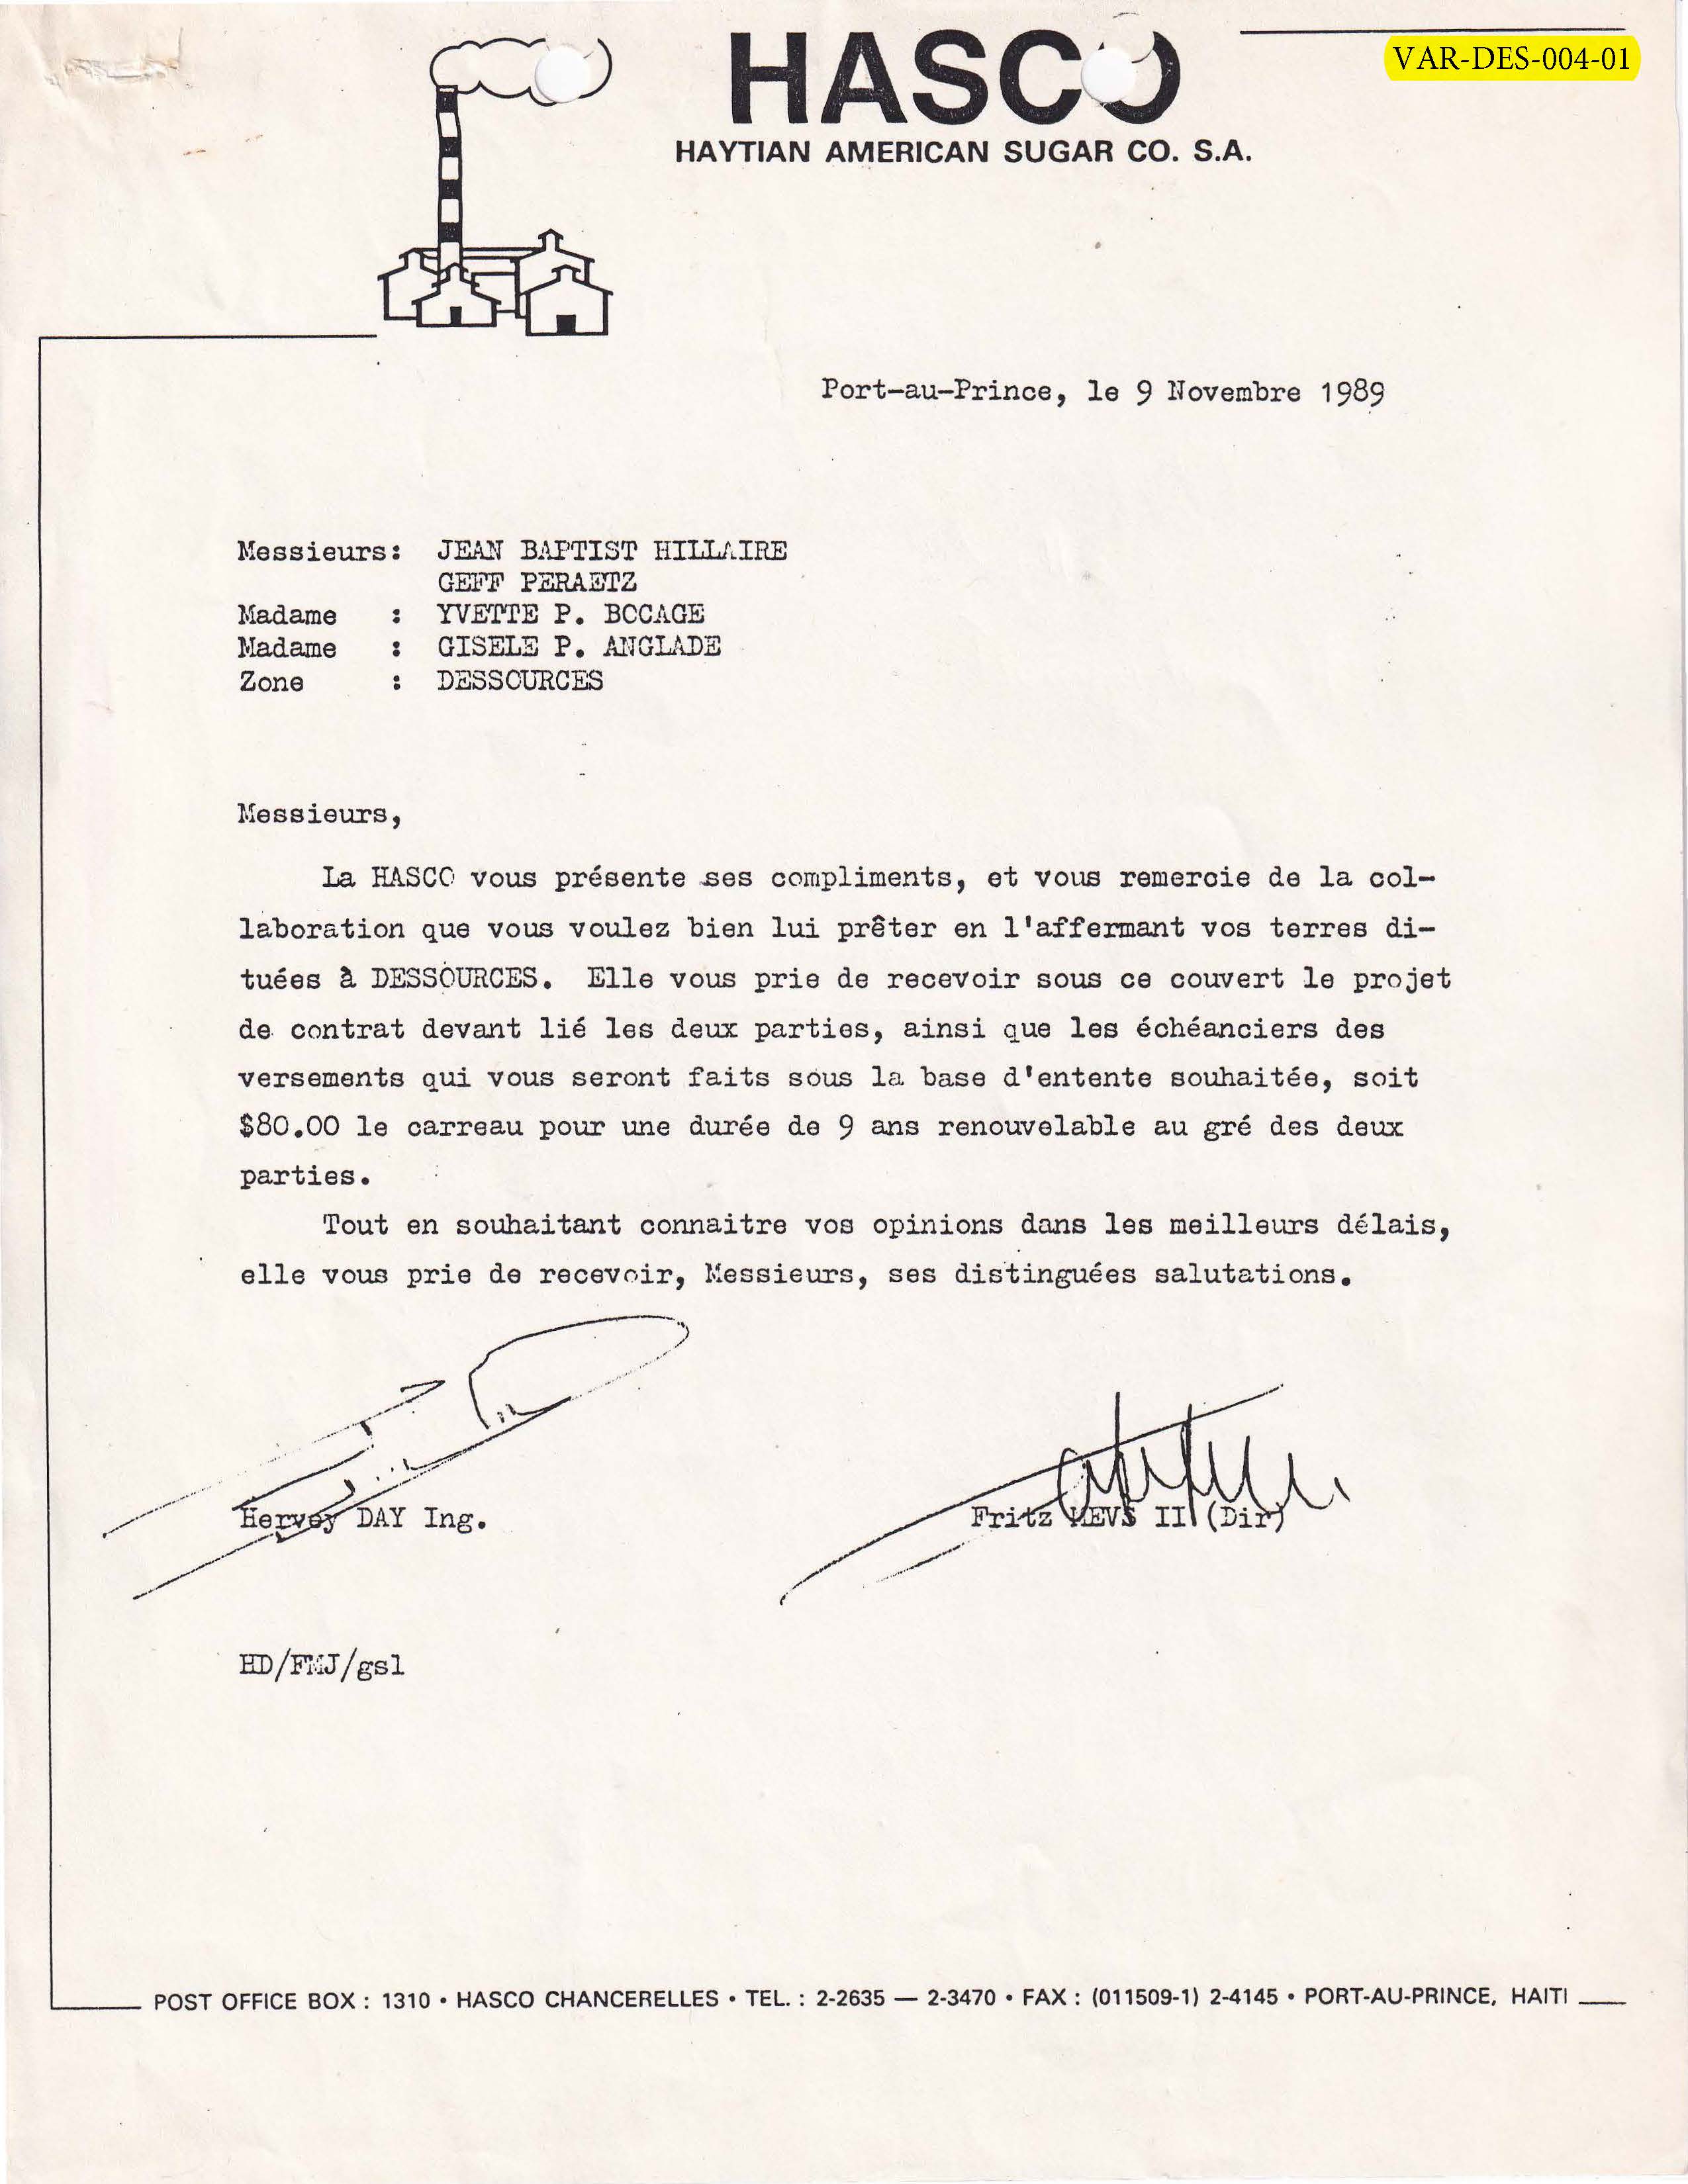 VAR-DES-004-01
HASCO
HAYTIAN AMERICAN SUGAR CO. S.A.
Port-au-Prince, le 9 Novembre 1989
Messieurs: JEAN BAPTIST HILLAIRE
GEFF PERAETZ
Madame : YVETTE P. BOCAGE
Madame : GISELE P. ANGLADE
Zone : DESSOURCES
Messieurs,
La HASCO vous présente ses compliments, et vous remercie de la col-
laboration que vous voulez bien lui prêter en l'affermant vos terres di-
tuées à DESSOURCES. Elle vous prie de recevoir sous ce couvert le projet
de contrat devant lié les deux parties, ainsi que les échéanciers des
versements qui vous seront faits sous la base d'entente souhaitée, soit
$80.00 le carreau pour une durée de 9 ans renouvelable au gré des deux
parties.
Tout en souhaitant connaitre vos opinions dans les meilleurs délais,
elle vous prie de recevoir, Messieurs, ses distinguées salutations.
Hervey DAY Ing.
Fritz MEVS II (Dir)
HD/FMJ/gsl
POST OFFICE BOX : 1310 • HASCO CHANCERELLES • TEL. : 2-2635 — 2-3470 • FAX : (011509-1) 2-4145 • PORT-AU-PRINCE, HAITI